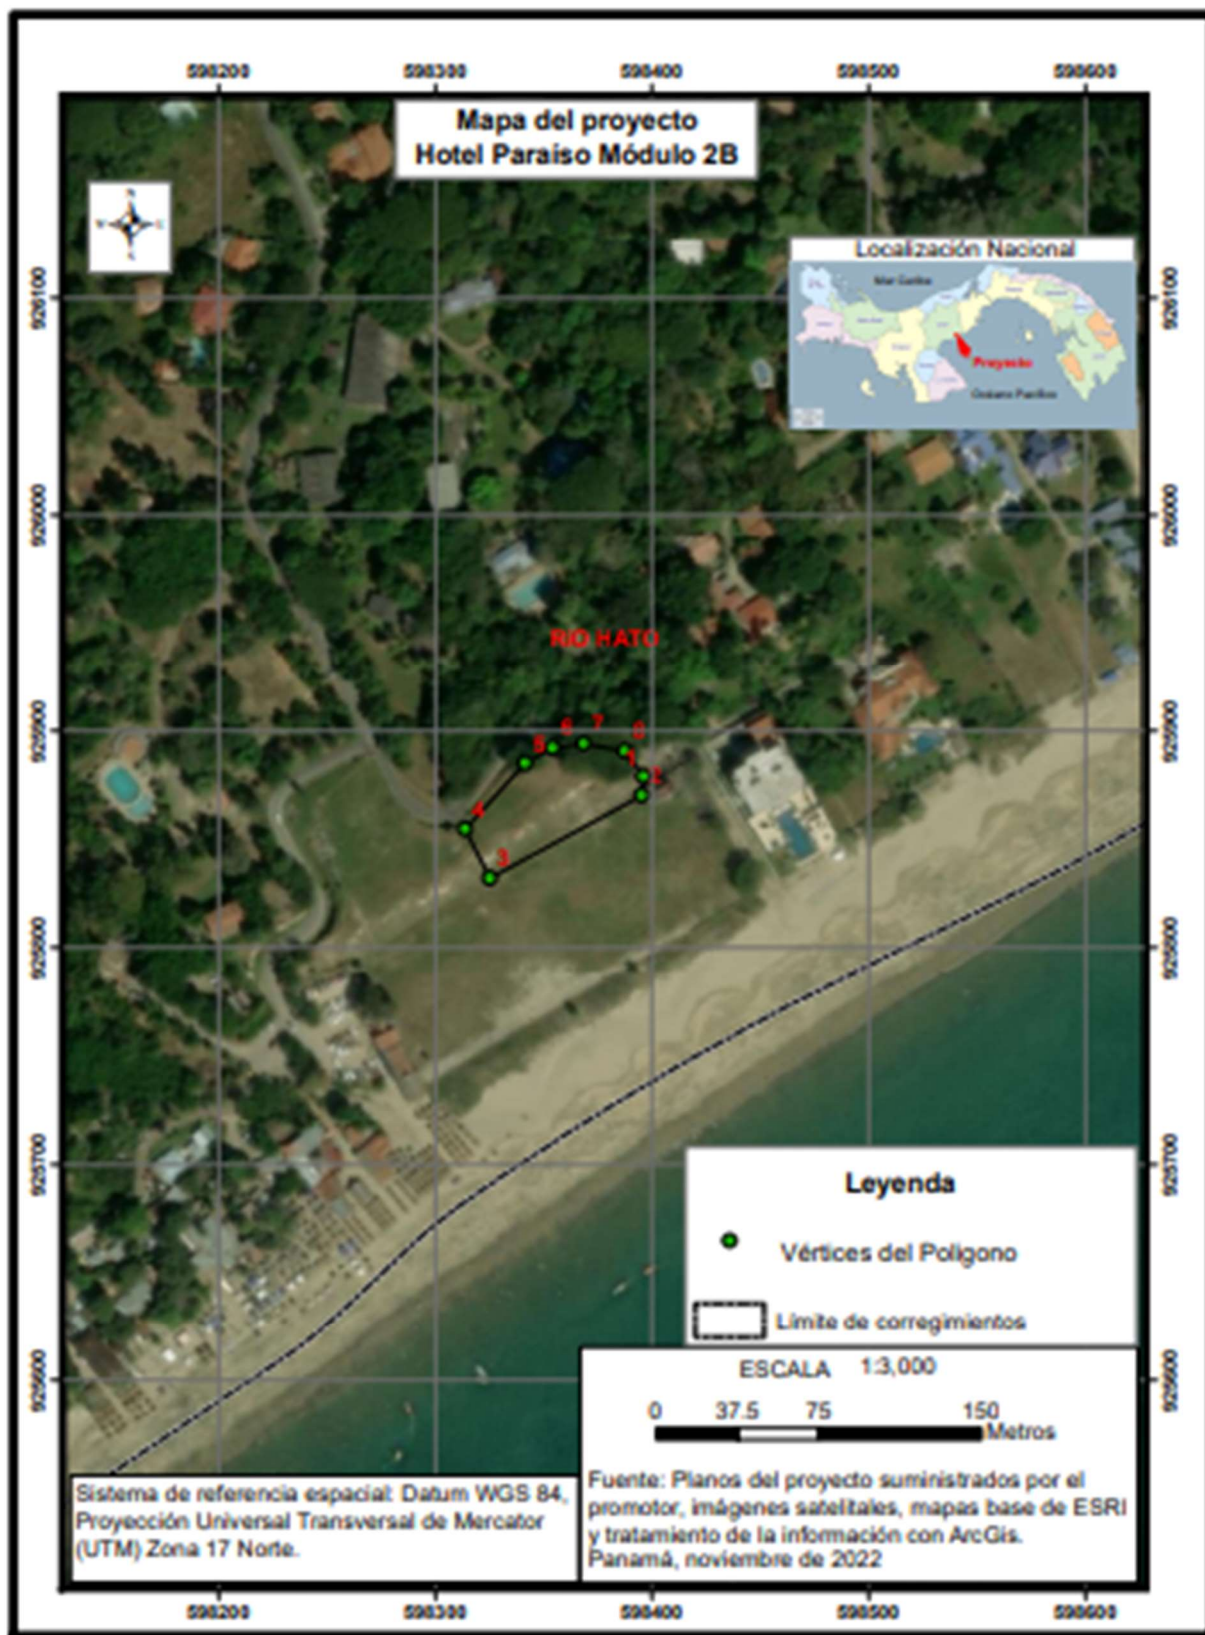 598200 598300 598400 598500 598600
Mapa del proyecto
Hotel Paraiso Módulo 2B
Localización Nacional
Mar Caribe
Proyecto
Océano Pacífico
926100 926100
926000 926000
RIO HATO
925900 925900
7
6
8
5
1
2
4
3
925800 925800
925700 925700
Leyenda
Vértices del Poligono
Límite de corregimientos
925600 925600
ESCALA 1:3,000
0 37.5 75 150
Metros
Sistema de referencia espacial: Datum WGS 84,
Proyección Universal Transversal de Mercator
(UTM) Zona 17 Norte.
Fuente: Planos del proyecto suministrados por el
promotor, imágenes satelitales, mapas base de ESRI
y tratamiento de la información con ArcGis.
Panamá, noviembre de 2022
598200 598300 598400 598500 598600